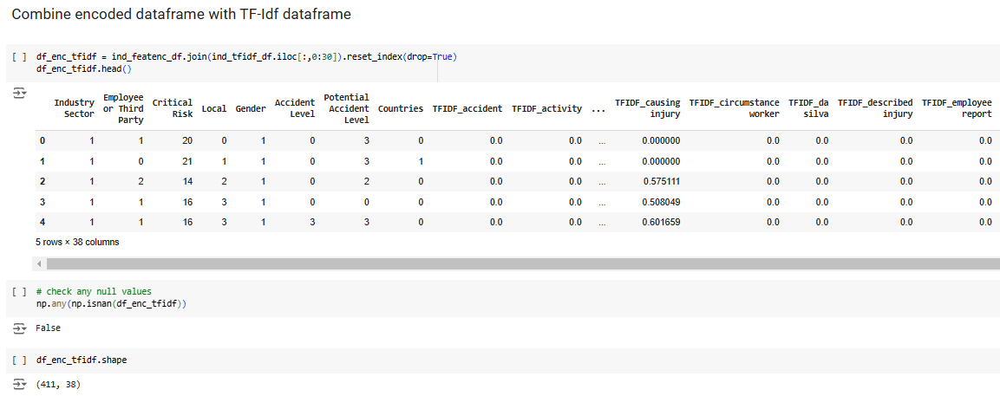 Combine encoded dataframe with TF-Idf dataframe
[ ] df_enc_tfidf = ind_featenc_df.join(ind_tfidf_df.iloc[:,0:30]).reset_index(drop=True)
df_enc_tfidf.head()
Industry Sector Employee or Third Party Critical Risk Local Gender Accident Level Potential Accident Level Countries TFIDF_accident TFIDF_activity ... TFIDF_causing injury TFIDF_circumstance worker TFIDF_da silva TFIDF_described injury TFIDF_employee report
0 1 1 20 0 1 0 3 0 0.0 0.0 ... 0.000000 0.0 0.0 0.0 0.0
1 1 0 21 1 1 0 3 1 0.0 0.0 ... 0.000000 0.0 0.0 0.0 0.0
2 1 2 14 2 1 0 2 0 0.0 0.0 ... 0.575111 0.0 0.0 0.0 0.0
3 1 1 16 3 1 0 0 0 0.0 0.0 ... 0.508049 0.0 0.0 0.0 0.0
4 1 1 16 3 1 3 3 0 0.0 0.0 ... 0.601659 0.0 0.0 0.0 0.0
5 rows × 38 columns
[ ] # check any null values
np.any(np.isnan(df_enc_tfidf))
False
[ ] df_enc_tfidf.shape
(411, 38)